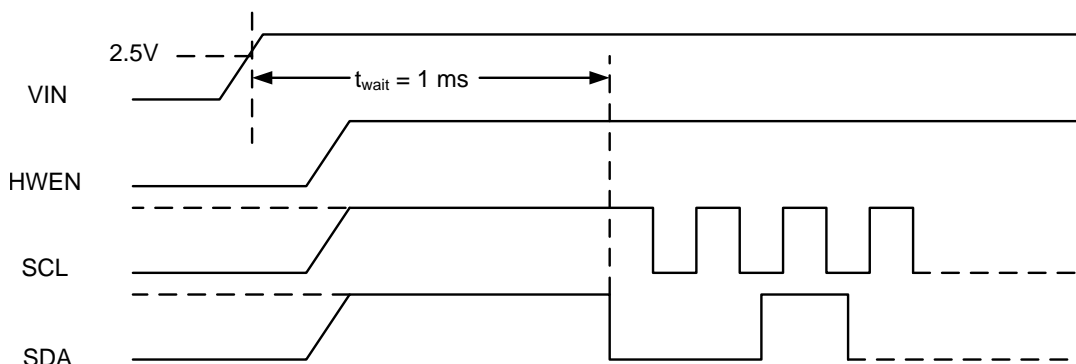 2.5V
t_wait = 1 ms
VIN
HWEN
SCL
SDA